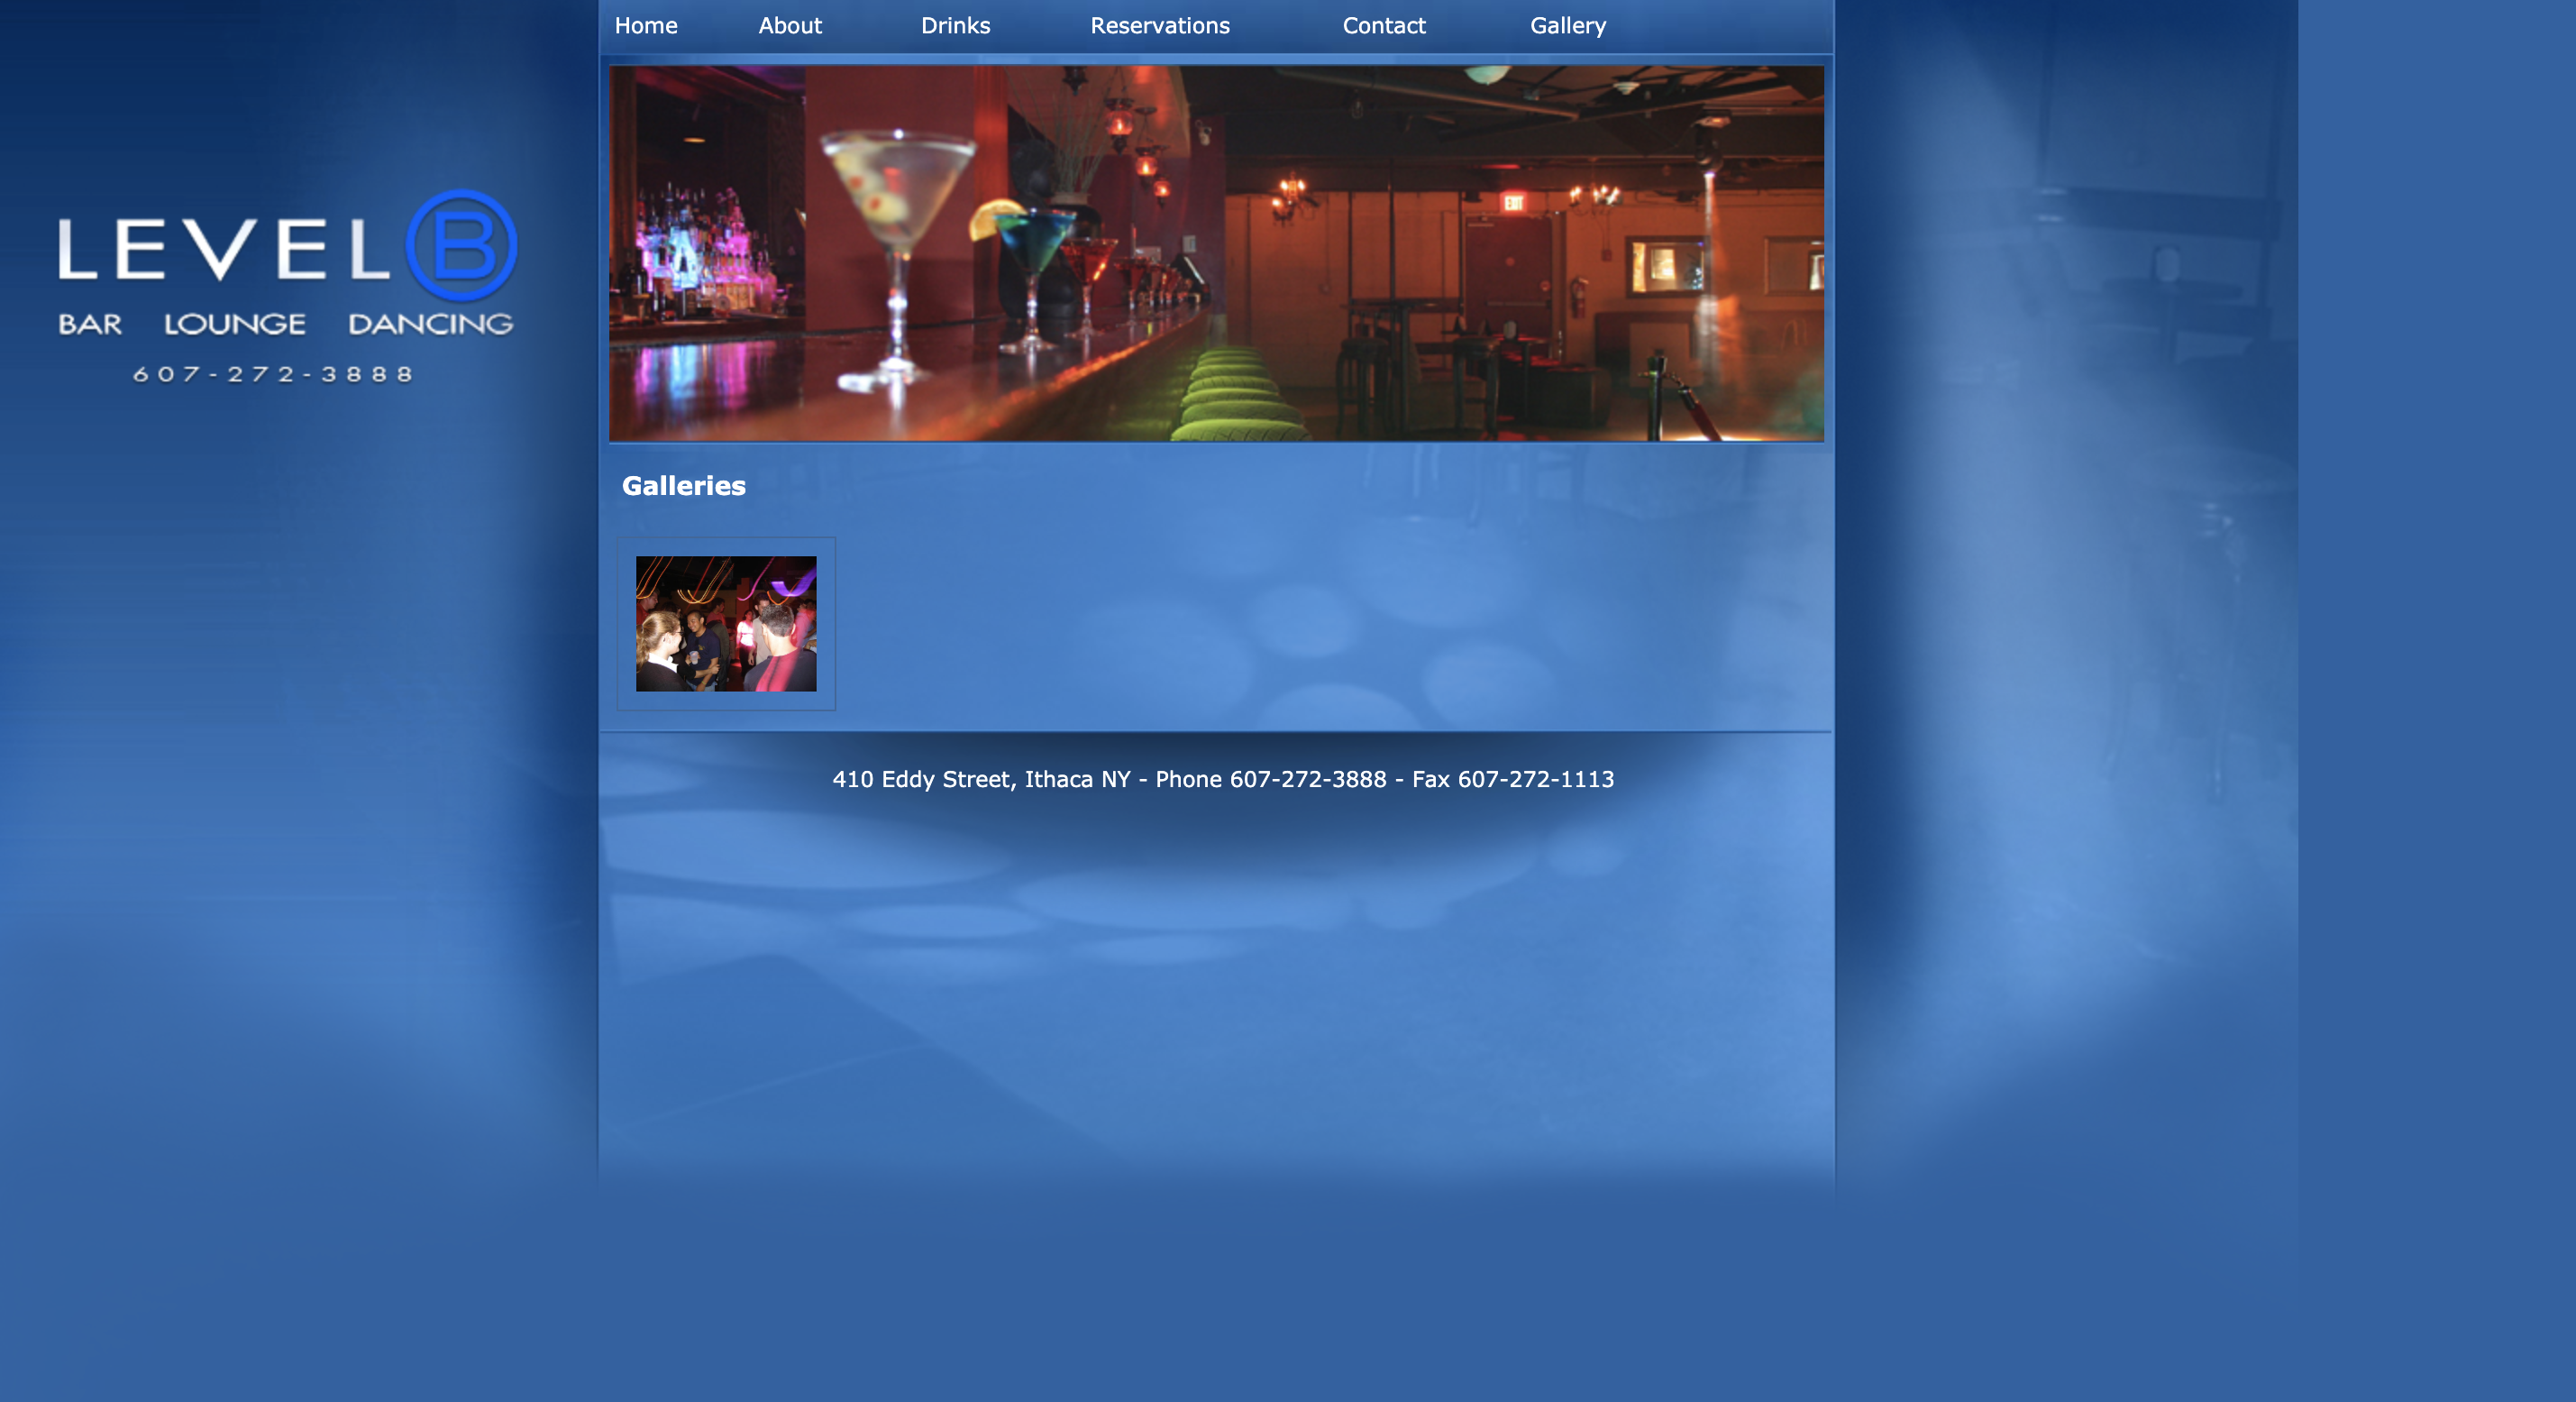 Home About Drinks Reservations Contact Gallery
LEVEL B
BAR LOUNGE DANCING
607-272-3888
EXIT
Galleries
410 Eddy Street, Ithaca NY - Phone 607-272-3888 - Fax 607-272-1113